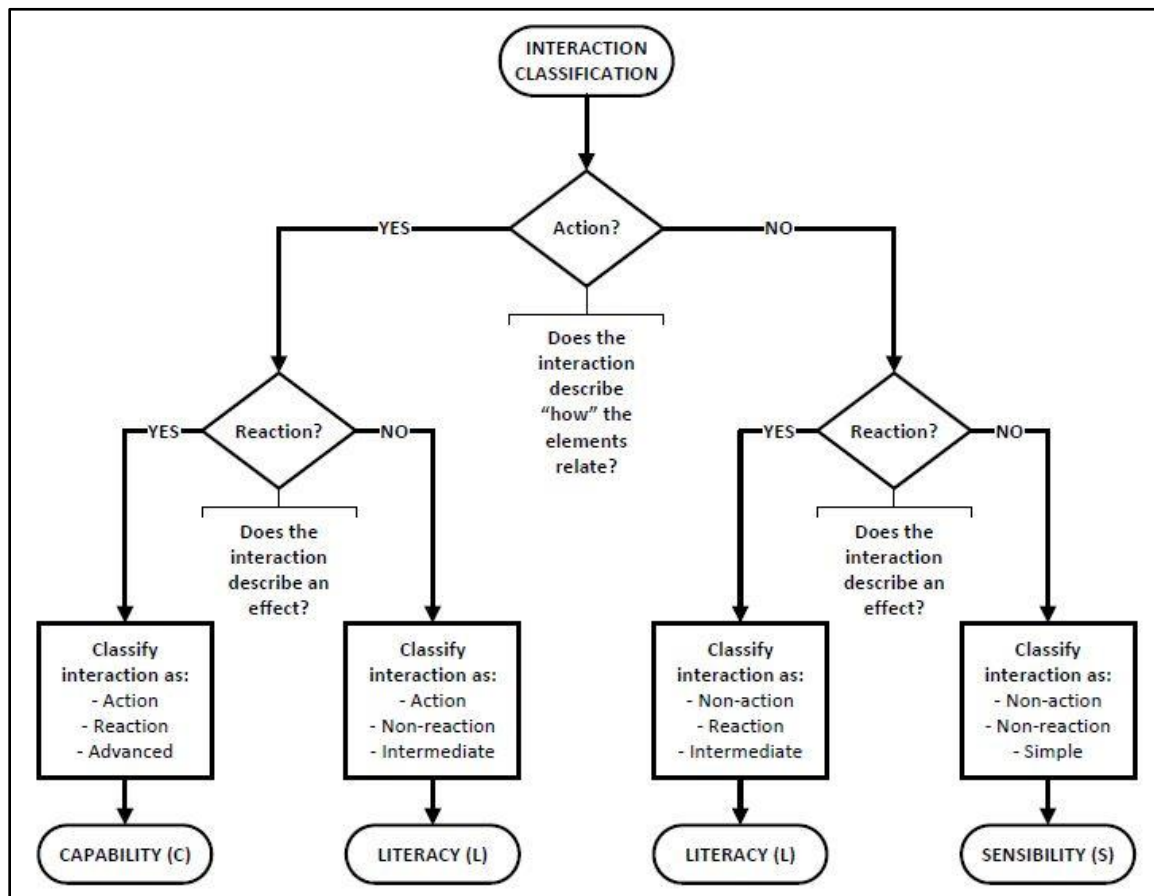 INTERACTION
CLASSIFICATION
Action?
YES
NO
Does the
interaction
describe
“how” the
elements
relate?
Reaction?
YES
NO
Does the
interaction
describe an
effect?
Reaction?
YES
NO
Does the
interaction
describe an
effect?
Classify
interaction as:
- Action
- Reaction
- Advanced
Classify
interaction as:
- Action
- Non-reaction
- Intermediate
Classify
interaction as:
- Non-action
- Reaction
- Intermediate
Classify
interaction as:
- Non-action
- Non-reaction
- Simple
CAPABILITY (C)
LITERACY (L)
LITERACY (L)
SENSIBILITY (S)